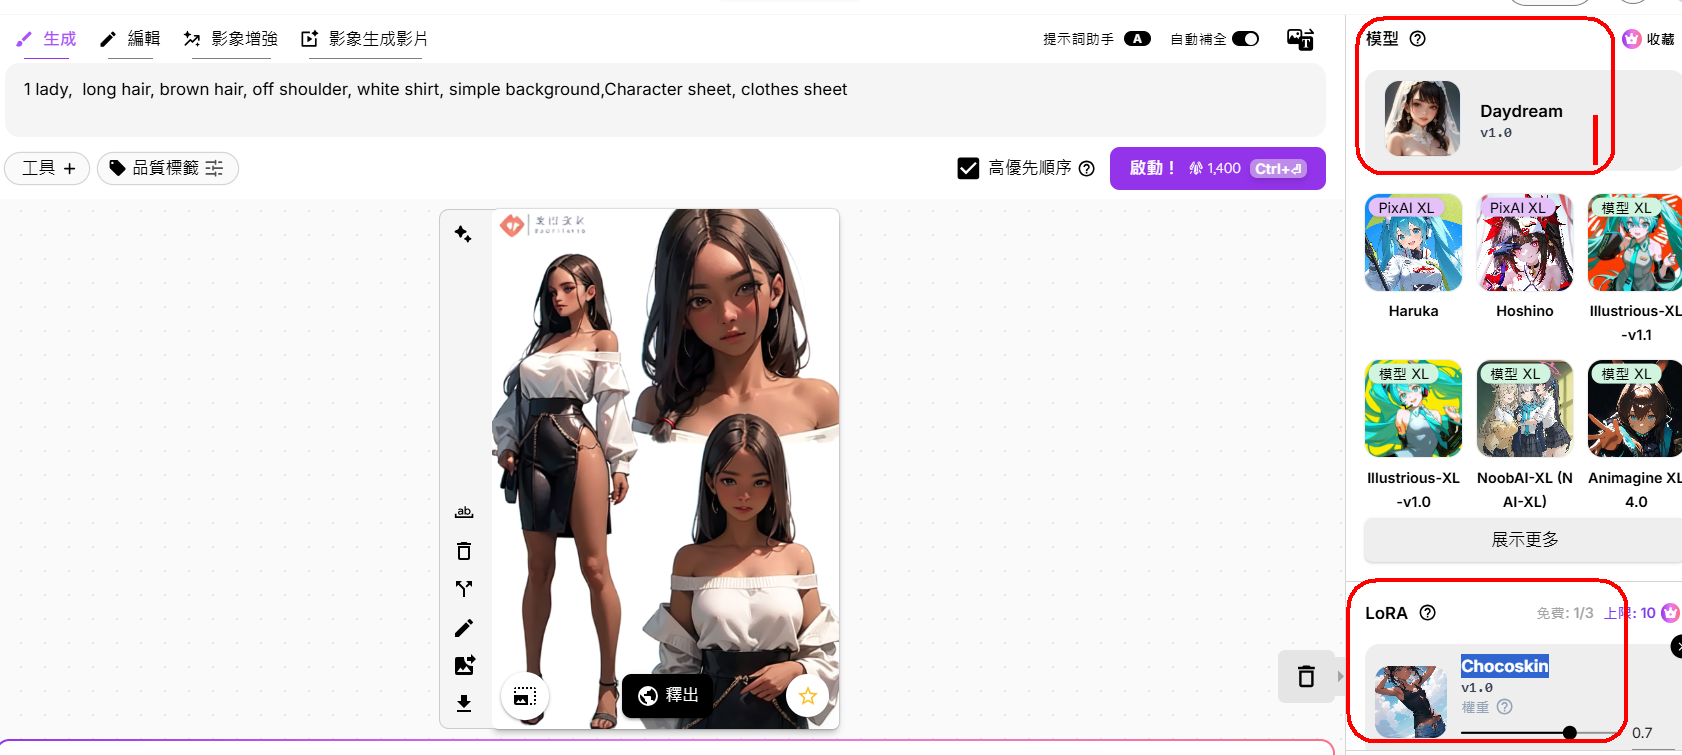 生成
編輯
影象增強
影象生成影片
提示詞助手 A
自動補全
1 lady,  long hair, brown hair, off shoulder, white shirt, simple background,Character sheet, clothes sheet
工具 +
品質標籤
高優先順序
啟動！ 1,400 Ctrl+⏎
ab
釋出
模型
收藏
Daydream
v1.0
PixAI XL
PixAI XL
模型 XL
Haruka
Hoshino
Illustrious-XL
-v1.1
模型 XL
模型 XL
模型 XL
Illustrious-XL
-v1.0
NoobAI-XL (N
AI-XL)
Animagine XL
4.0
展示更多
LoRA
免費: 1/3
上限: 10
Chocoskin
v1.0
權重
0.7